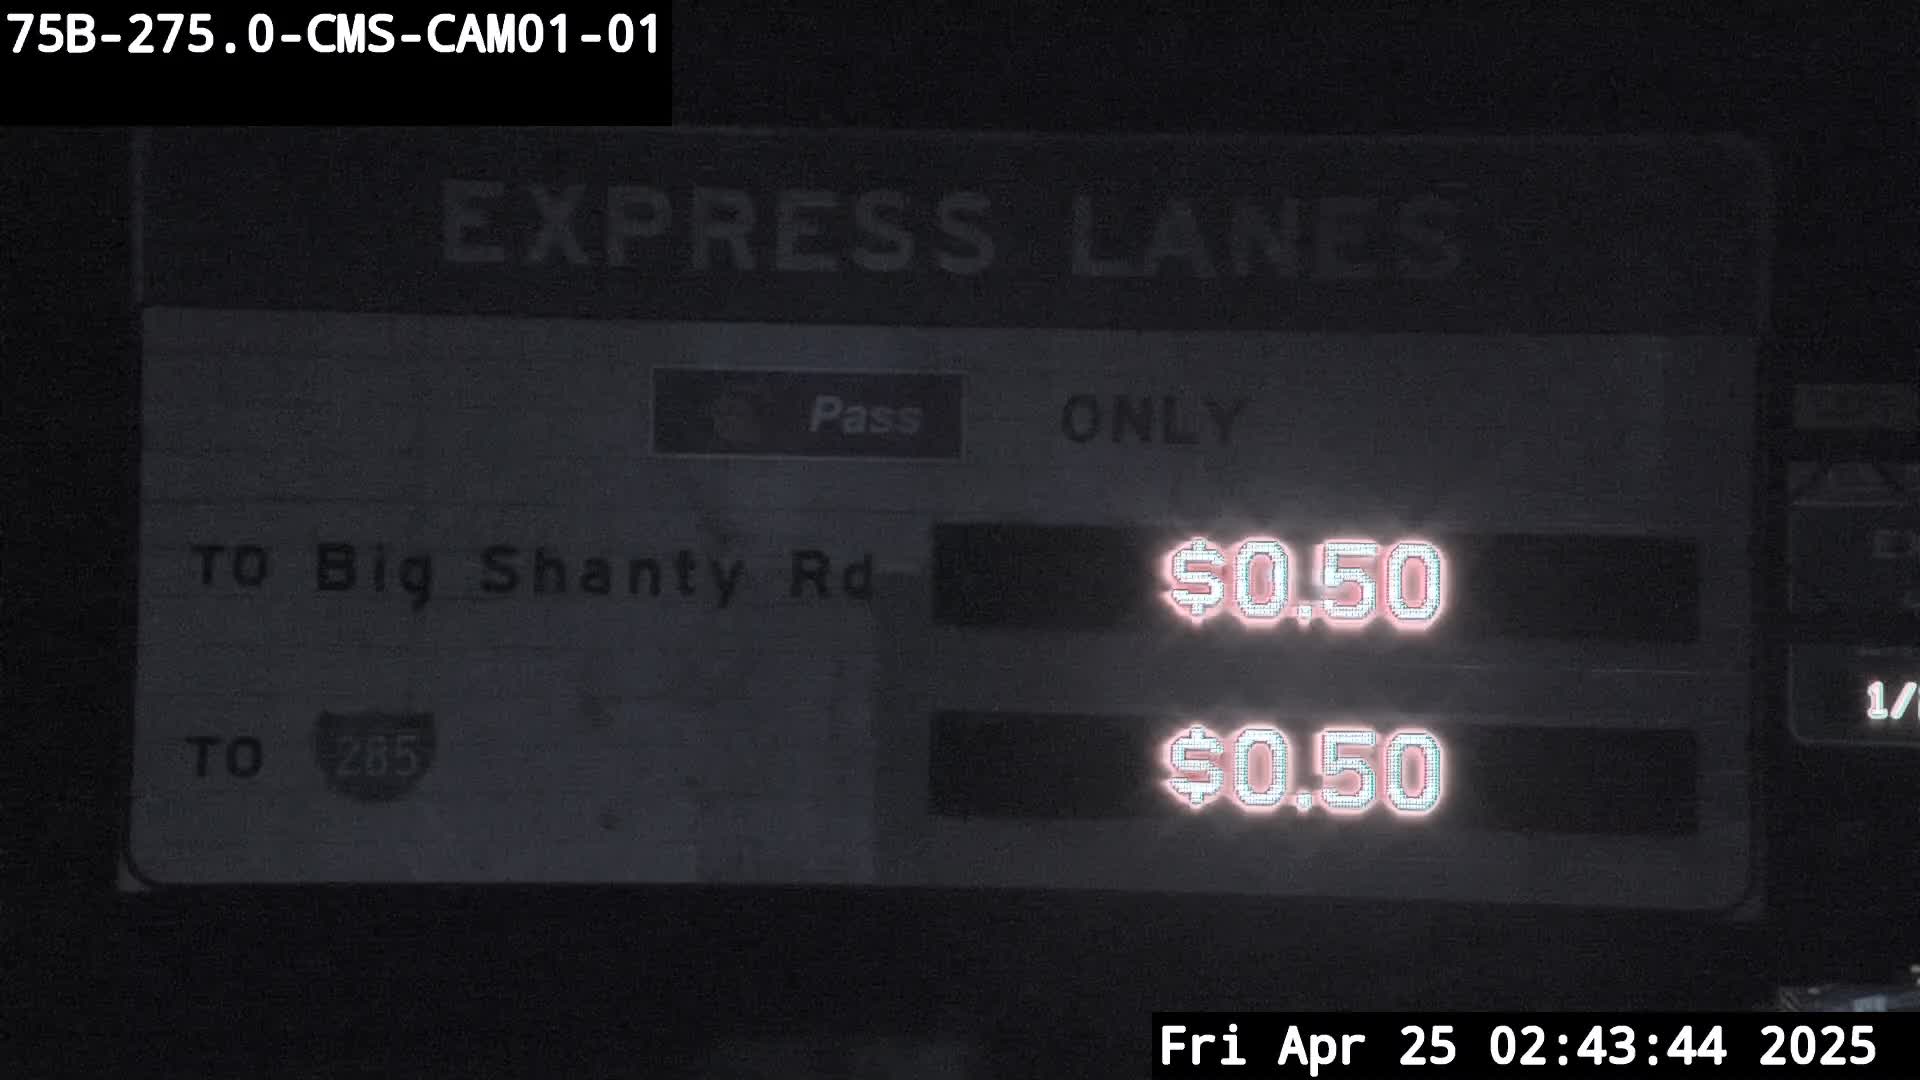 75B-275.0-CMS-CAM01-01
EXPRESS LANES
Pass ONLY
TO Big Shanty Rd $0.50
TO 285 $0.50
1/
Fri Apr 25 02:43:44 2025